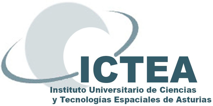 ICTEA
Instituto Universitario de Ciencias
y Tecnologías Espaciales de Asturias